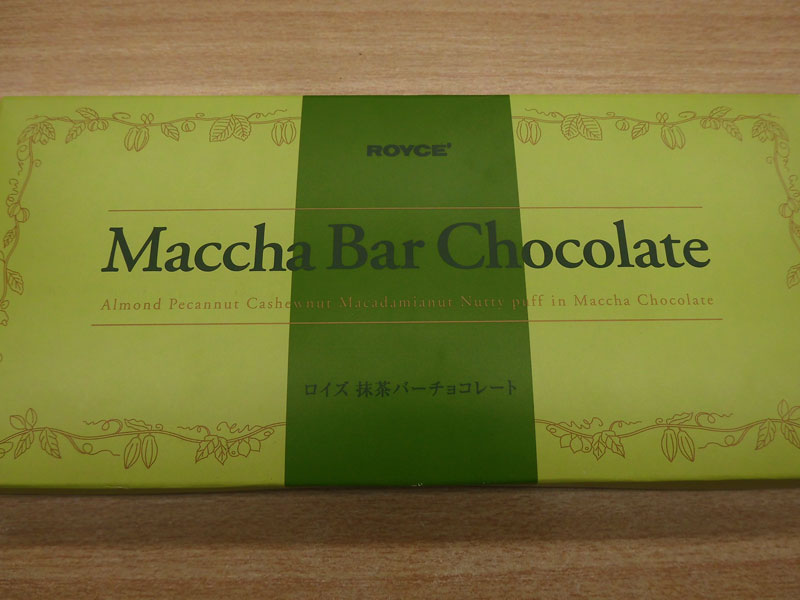 ROYCE'
Maccha Bar Chocolate
Almond Pecannut Cashewnut Macadamianut Nutty puff in Maccha Chocolate
ロイズ 抹茶バーチョコレート